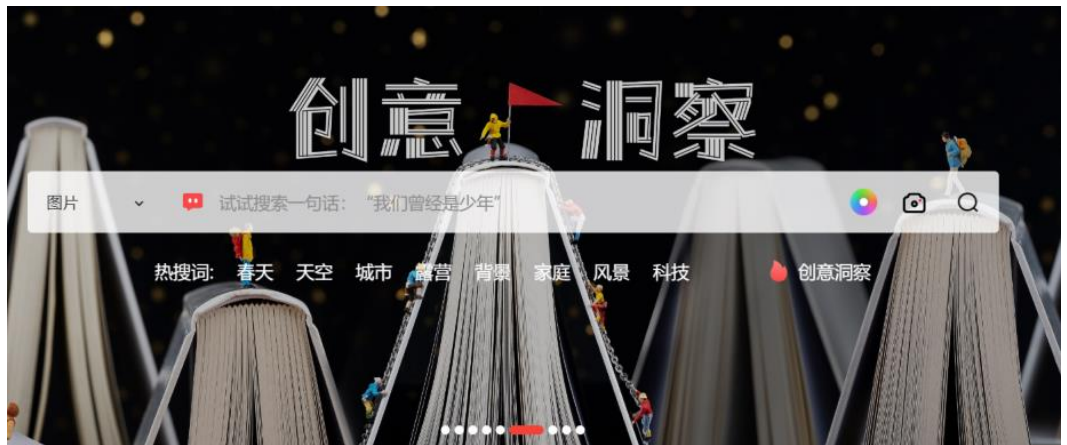 创意洞察
图片 试试搜索一句话：“我们曾经是少年”
热搜词: 春天 天空 城市 露营 背景 家庭 风景 科技 创意洞察